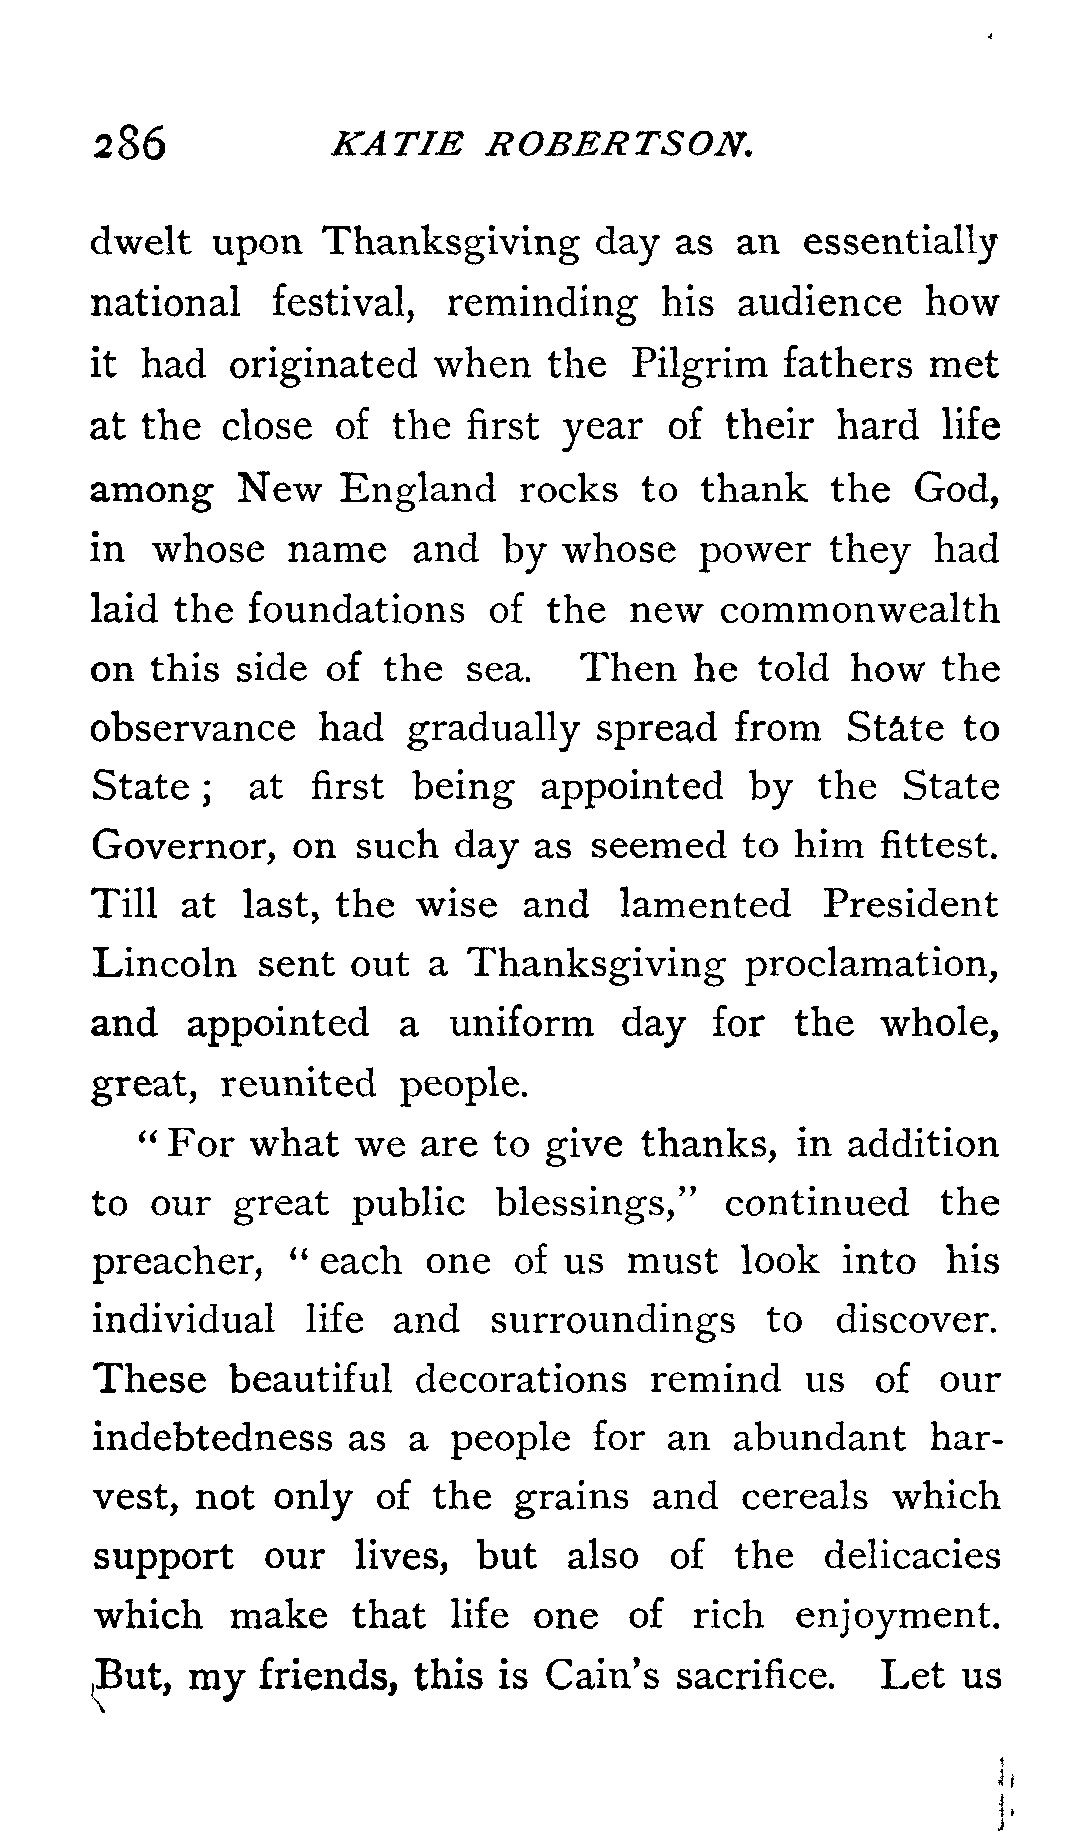 286 KATIE ROBERTSON.
dwelt upon Thanksgiving day as an essentially
national festival, reminding his audience how
it had originated when the Pilgrim fathers met
at the close of the first year of their hard life
among New England rocks to thank the God,
in whose name and by whose power they had
laid the foundations of the new commonwealth
on this side of the sea. Then he told how the
observance had gradually spread from State to
State ; at first being appointed by the State
Governor, on such day as seemed to him fittest.
Till at last, the wise and lamented President
Lincoln sent out a Thanksgiving proclamation,
and appointed a uniform day for the whole,
great, reunited people.
“ For what we are to give thanks, in addition
to our great public blessings,” continued the
preacher, “ each one of us must look into his
individual life and surroundings to discover.
These beautiful decorations remind us of our
indebtedness as a people for an abundant har-
vest, not only of the grains and cereals which
support our lives, but also of the delicacies
which make that life one of rich enjoyment.
But, my friends, this is Cain’s sacrifice. Let us